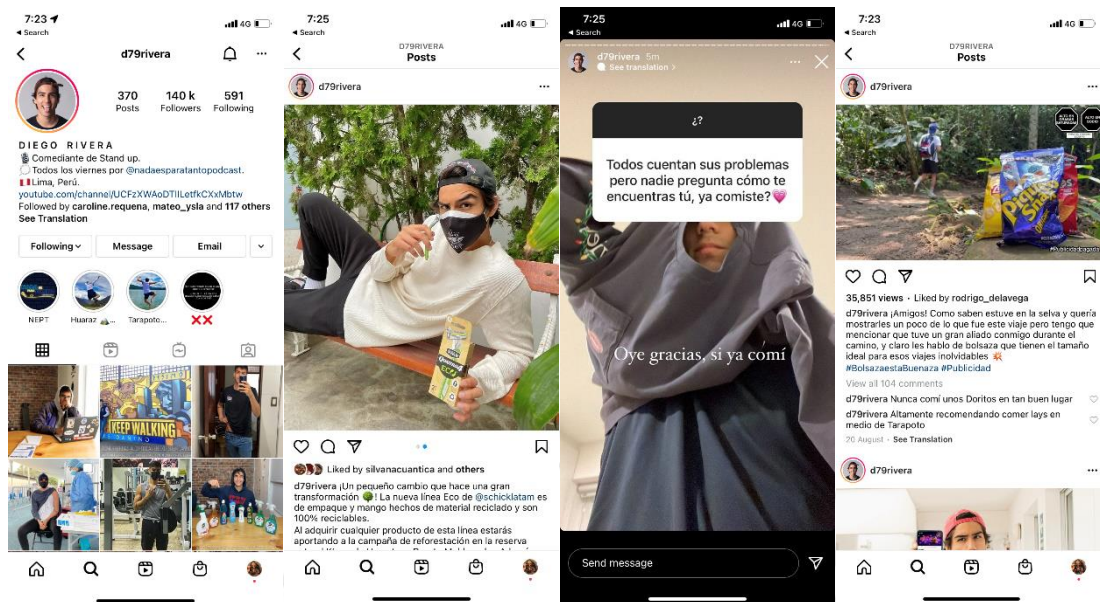 7:23
4G
Search
d79rivera
370
Posts
140 k
Followers
591
Following
DIEGO RIVERA
Comediante de Stand up.
Todos los viernes por @nadaesparatantopodcast.
Lima, Perú.
youtube.com/channel/UCFzXWAoDTIlLetfkCXxMbtw
Followed by caroline.requena, mateo_ysla and 117 others
See Translation
Following
Message
Email
NEPT
Huaraz
Tarapoto...
KEEP WALKING
7:25
4G
Search
D79RIVERA
Posts
d79rivera
ECO
Liked by silvanacuantica and others
d79rivera ¡Un pequeño cambio que hace una gran
transformación! La nueva línea Eco de @schicklatam es
de empaque y mango hechos de material reciclado y son
100% reciclables.
Al adquirir cualquier producto de esta línea estarás
aportando a la campaña de reforestación en la reserva
7:25
4G
Search
d79rivera 5m
See translation
¿?
Todos cuentan sus problemas
pero nadie pregunta cómo te
encuentras tú, ya comiste?
Oye gracias, si ya comí
Send message
7:23
4G
Search
D79RIVERA
Posts
d79rivera
Piqueo
Snax
#Publicidadpagada
35,851 views · Liked by rodrigo_delavega
d79rivera ¡Amigos! Como saben estuve en la selva y quería
mostrarles un poco de lo que fue este viaje pero tengo que
mencionar que tuve un gran aliado conmigo durante el
camino, y claro les hablo de bolsaza que tienen el tamaño
ideal para esos viajes inolvidables
#BolsazaestaBuenaza #Publicidad
View all 104 comments
d79rivera Nunca comí unos Doritos en tan buen lugar
d79rivera Altamente recomendando comer lays en
medio de Tarapoto
20 August · See Translation
d79rivera